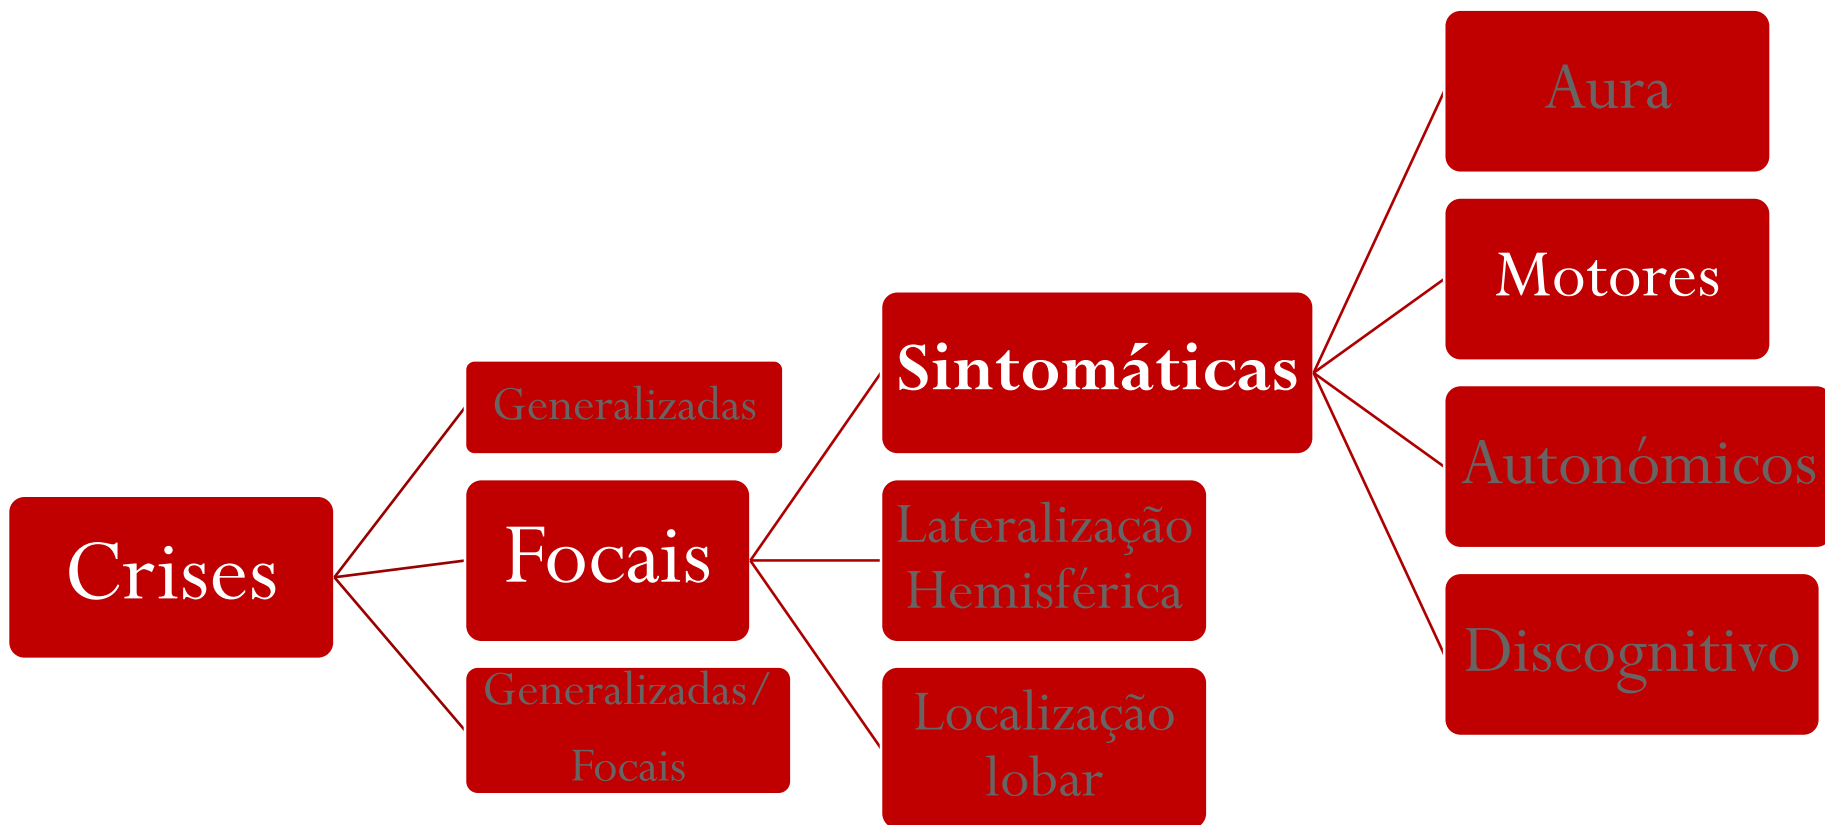 Crises
Generalizadas
Focais
Generalizadas/
Focais
Sintomáticas
Lateralização
Hemisférica
Localização
lobar
Aura
Motores
Autonómicos
Discognitivo